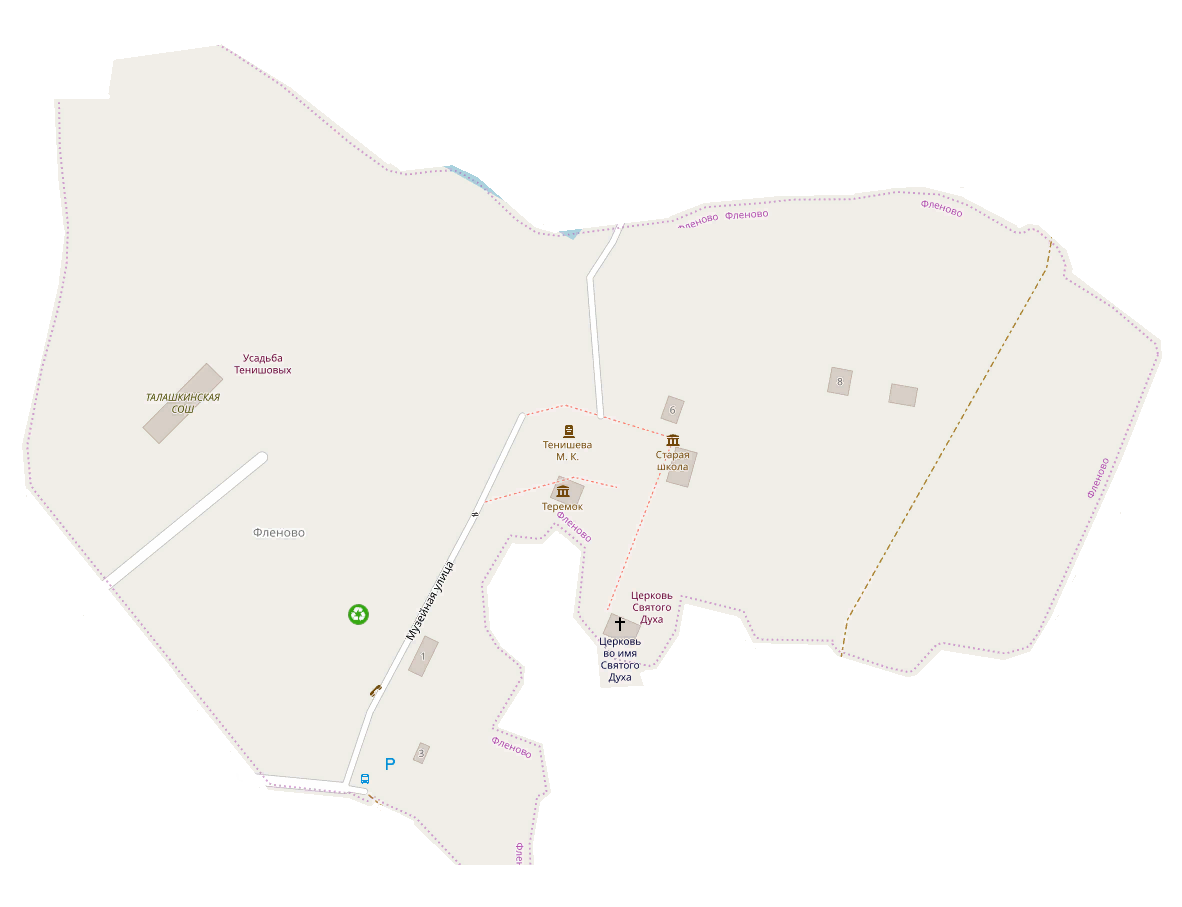 Фленово
Фленово
Фленово
Усадьба
Тенишовых
8
ТАЛАШКИНСКАЯ
СОШ
6
Тенишева
М. К.
Старая
школа
Фленово
Теремок
Фленово
Фленово
Музейная улица
Церковь
Святого
Духа
Церковь
во имя
Святого
Духа
1
Фленово
3
P